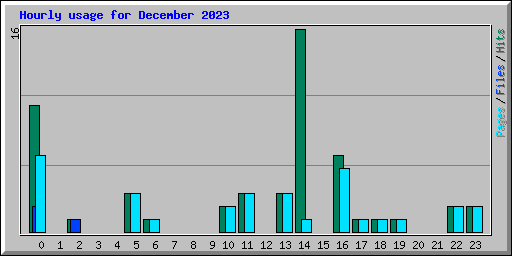 Hourly usage for December 2023
16
Pages/Files/Hits
0 1 2 3 4 5 6 7 8 9 10 11 12 13 14 15 16 17 18 19 20 21 22 23